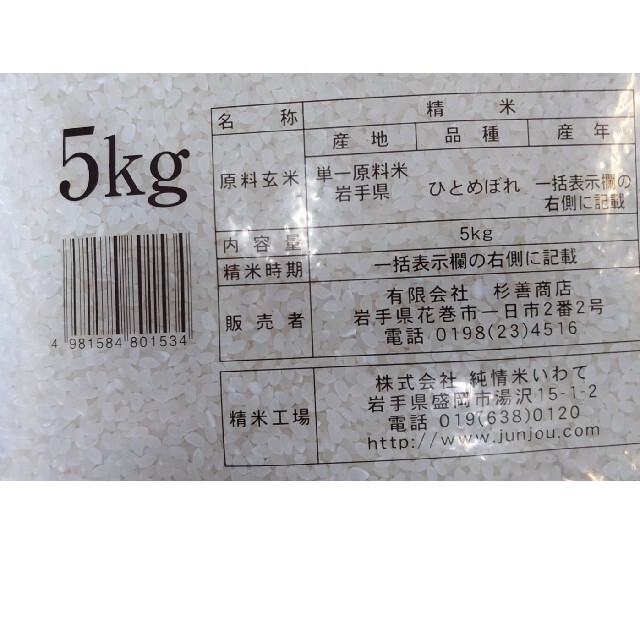 5kg
4 981584 801534
名 称 精 米
原料玄米 産 地 品 種 産 年
単一原料米
岩手県 ひとめぼれ 一括表示欄の
右側に記載
内 容 量 5kg
精米時期 一括表示欄の右側に記載
販 売 者 有限会社 杉善商店
岩手県花巻市一日市2番2号
電話 0198(23)4516
精米工場 株式会社 純情米いわて
岩手県盛岡市湯沢15-1-2
電話 019(638)0120
http://www.junjou.com